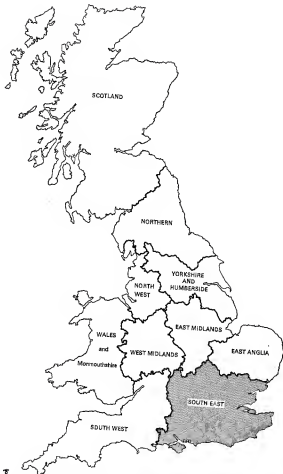 SCOTLAND
NORTHERN
YORKSHIRE
AND
HUMBERSIDE
NORTH
WEST
EAST MIDLANDS
WALES
and
Monmouthshire
WEST MIDLANDS
EAST ANGLIA
SOUTH EAST
SOUTH WEST